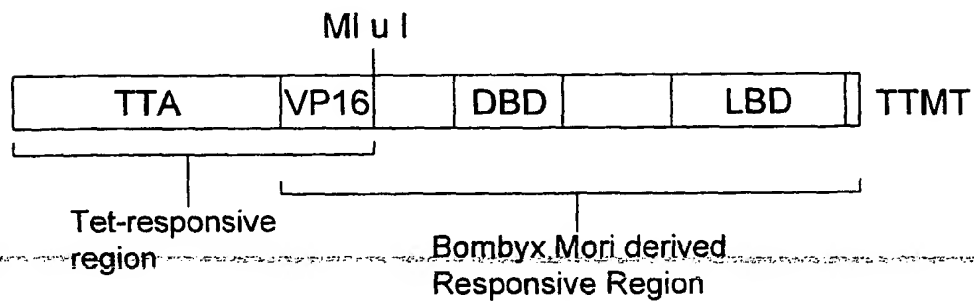 Ml u I
TTA VP16 DBD LBD TTMT
Tet-responsive
region
Bombyx Mori derived
Responsive Region